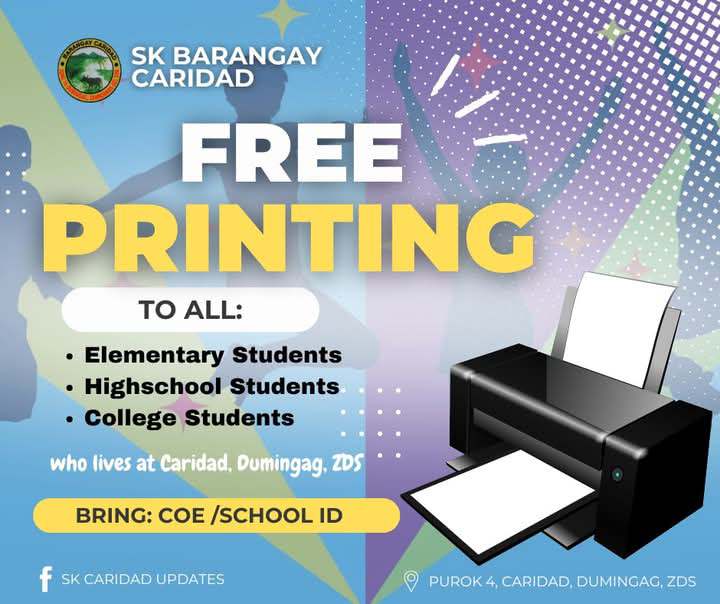 SK BARANGAY
CARIDAD
FREE
PRINTING
TO ALL:
• Elementary Students
• Highschool Students
• College Students
who lives at Caridad, Dumingag, ZDS
BRING: COE /SCHOOL ID
SK CARIDAD UPDATES
PUROK 4, CARIDAD, DUMINGAG, ZDS